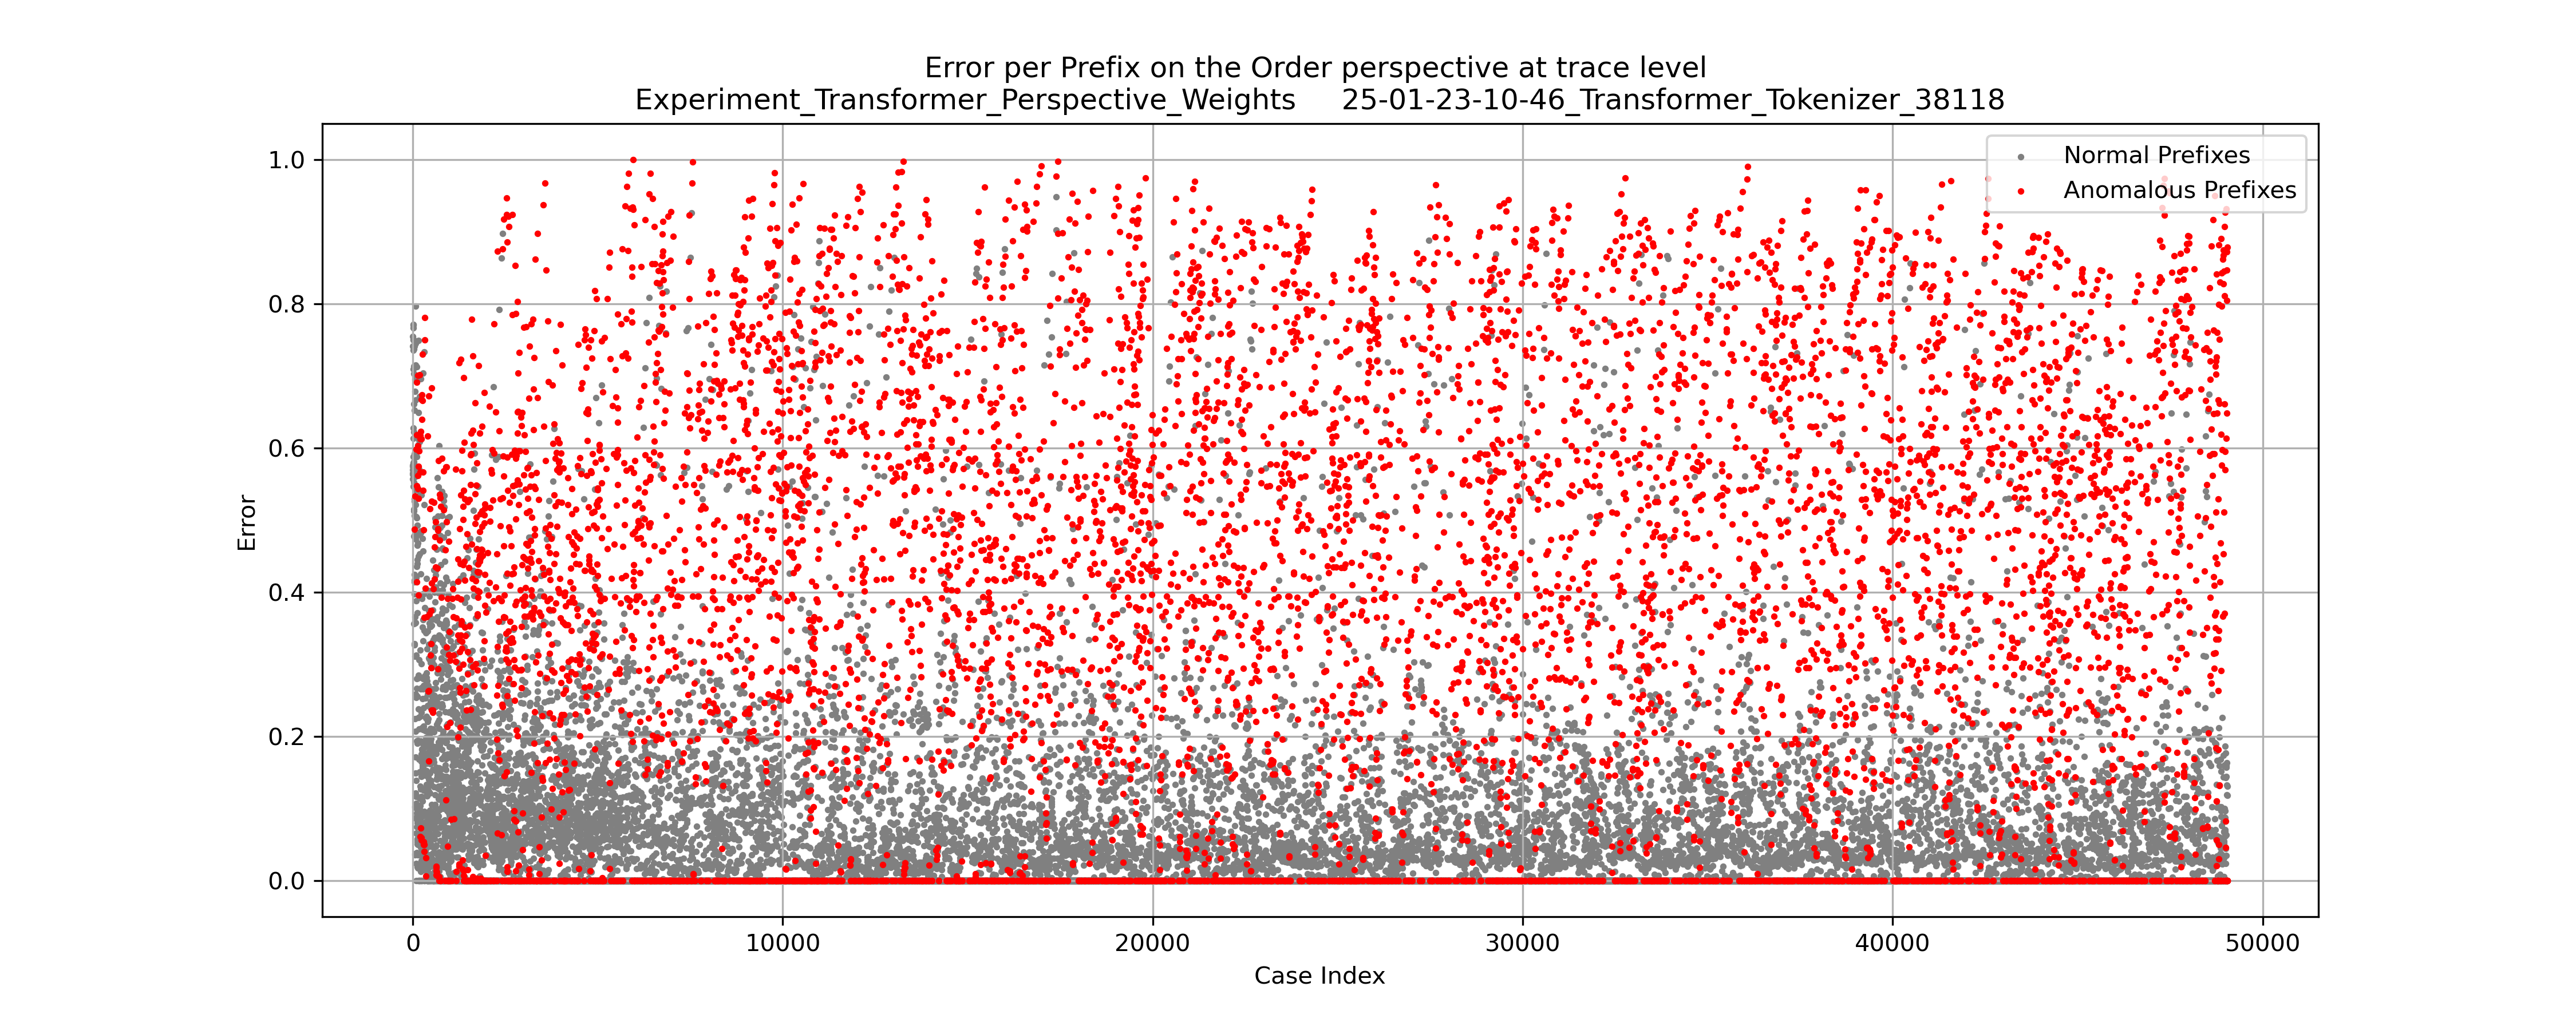 Error per Prefix on the Order perspective at trace level
Experiment_Transformer_Perspective_Weights 25-01-23-10-46_Transformer_Tokenizer_38118
Normal Prefixes
Anomalous Prefixes
1.0
0.8
0.6
0.4
0.2
0.0
Error
0 10000 20000 30000 40000 50000
Case Index